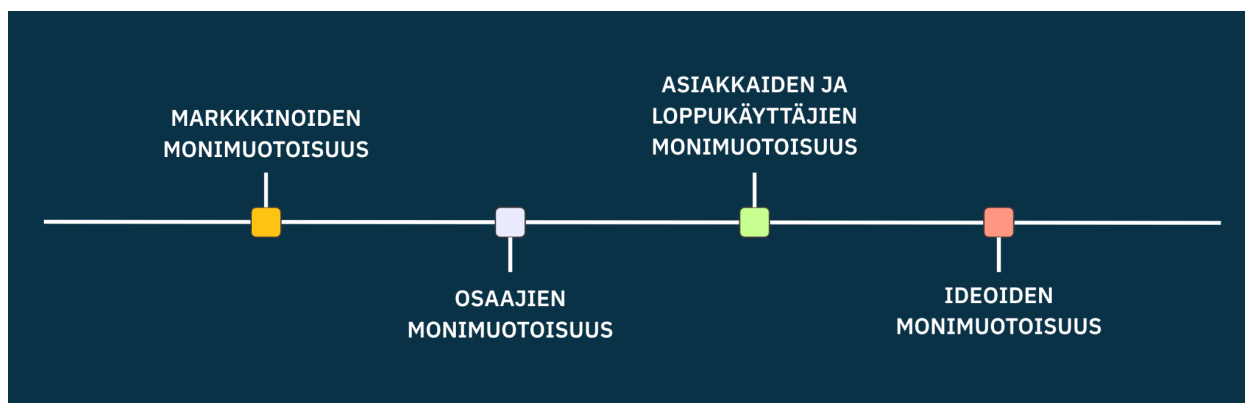 MARKKKINOIDEN
MONIMUOTOISUUS
OSAAJIEN
MONIMUOTOISUUS
ASIAKKAIDEN JA
LOPPUKÄYTTÄJIEN
MONIMUOTOISUUS
IDEOIDEN
MONIMUOTOISUUS